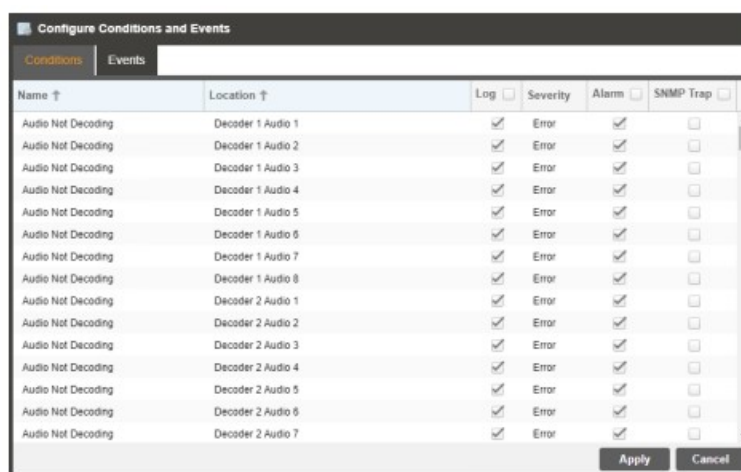 Configure Conditions and Events
Conditions Events
Name ↑ Location ↑ Log Severity Alarm SNMP Trap
Audio Not Decoding Decoder 1 Audio 1 Error
Audio Not Decoding Decoder 1 Audio 2 Error
Audio Not Decoding Decoder 1 Audio 3 Error
Audio Not Decoding Decoder 1 Audio 4 Error
Audio Not Decoding Decoder 1 Audio 5 Error
Audio Not Decoding Decoder 1 Audio 6 Error
Audio Not Decoding Decoder 1 Audio 7 Error
Audio Not Decoding Decoder 1 Audio 8 Error
Audio Not Decoding Decoder 2 Audio 1 Error
Audio Not Decoding Decoder 2 Audio 2 Error
Audio Not Decoding Decoder 2 Audio 3 Error
Audio Not Decoding Decoder 2 Audio 4 Error
Audio Not Decoding Decoder 2 Audio 5 Error
Audio Not Decoding Decoder 2 Audio 6 Error
Audio Not Decoding Decoder 2 Audio 7 Error
Apply Cancel